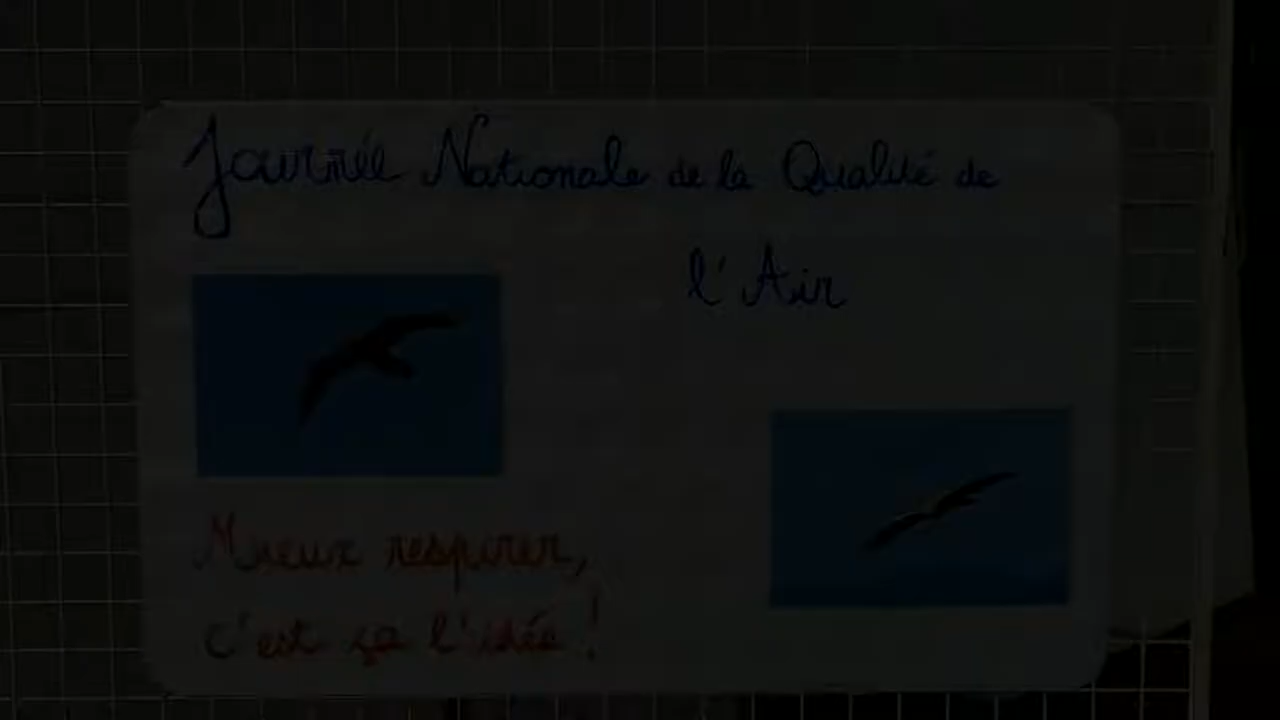 Journée Nationale de la Qualité de
l'Air
Mieux respirer,
c'est ça l'idée !